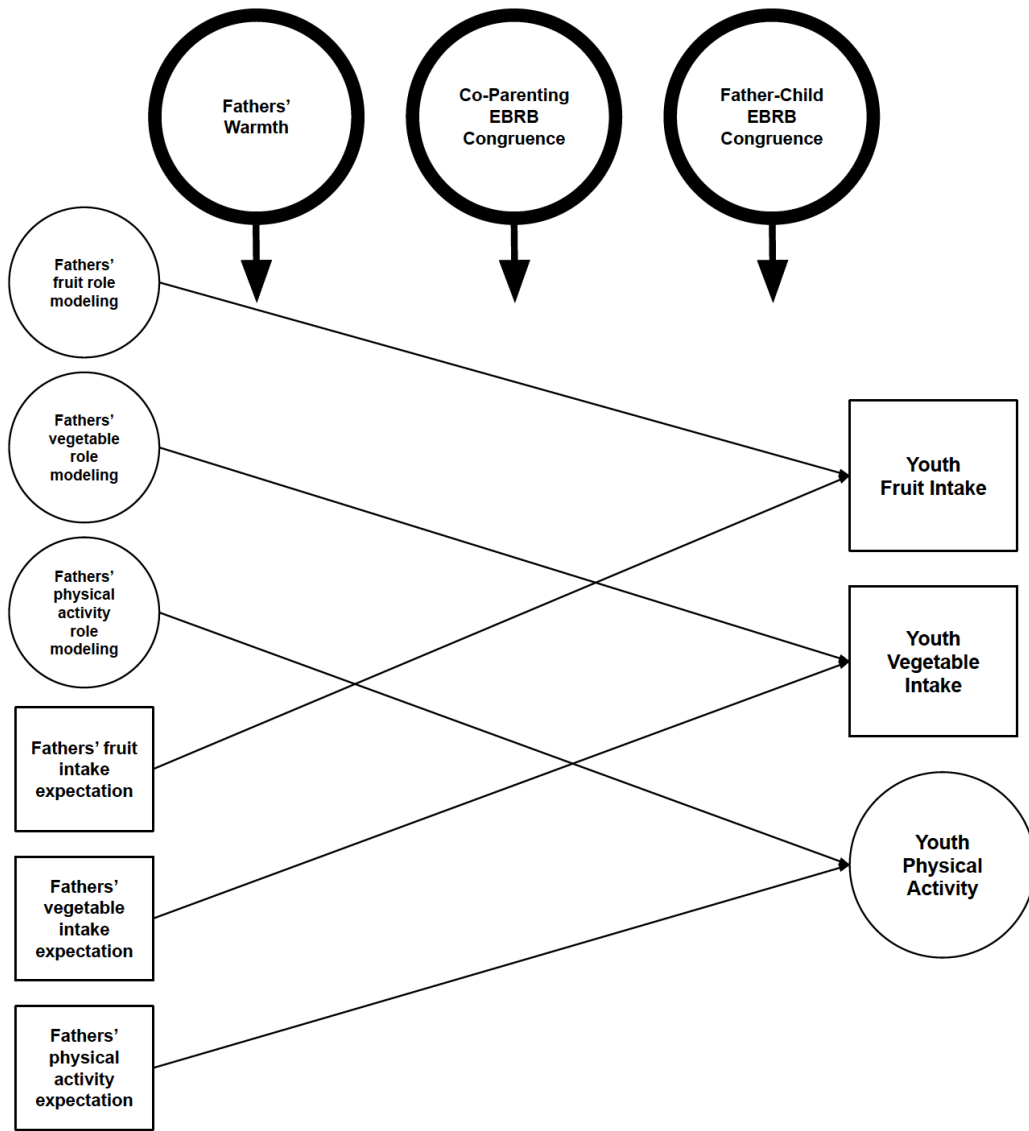 Fathers'
Warmth
Co-Parenting
EBRB
Congruence
Father-Child
EBRB
Congruence
Fathers'
fruit role
modeling
Fathers'
vegetable
role
modeling
Fathers'
physical
activity
role
modeling
Fathers' fruit
intake
expectation
Fathers'
vegetable
intake
expectation
Fathers'
physical
activity
expectation
Youth
Fruit Intake
Youth
Vegetable
Intake
Youth
Physical
Activity